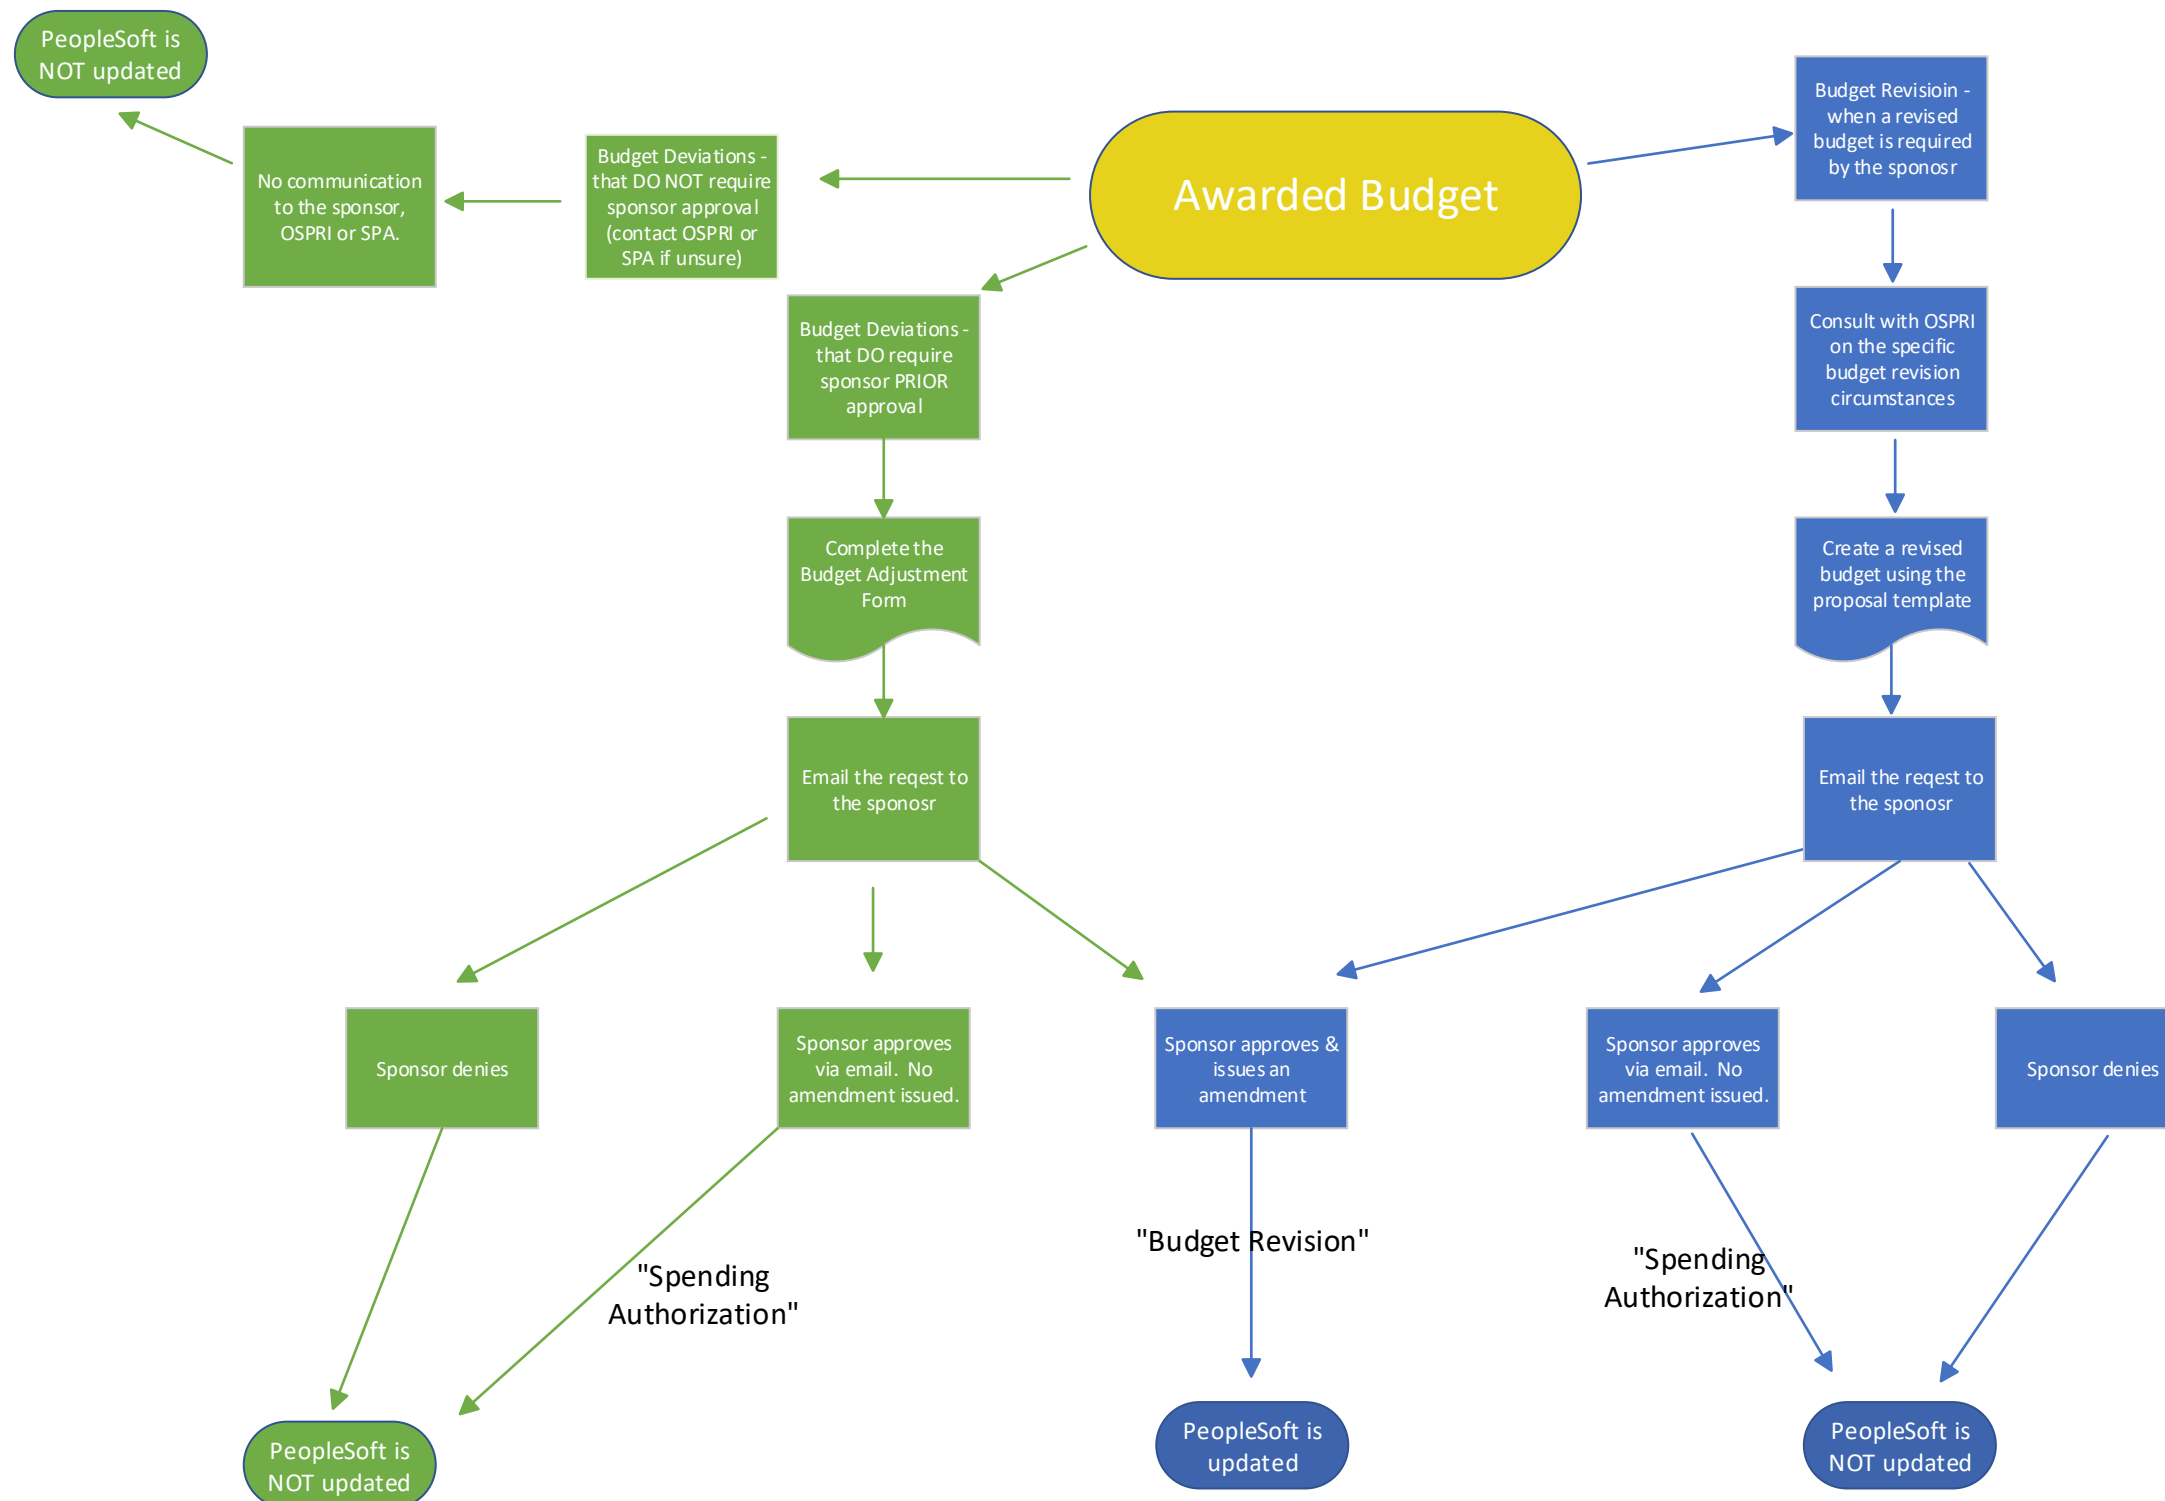 PeopleSoft is
NOT updated
No communication
to the sponsor,
OSPRI or SPA.
Budget Deviations -
that DO NOT require
sponsor approval
(contact OSPRI or
SPA if unsure)
Awarded Budget
Budget Revisioin -
when a revised
budget is required
by the sponosr
Budget Deviations -
that DO require
sponsor PRIOR
approval
Consult with OSPRI
on the specific
budget revision
circumstances
Complete the
Budget Adjustment
Form
Create a revised
budget using the
proposal template
Email the reqest to
the sponosr
Email the reqest to
the sponosr
Sponsor denies
Sponsor approves
via email.  No
amendment issued.
Sponsor approves &
issues an
amendment
Sponsor approves
via email.  No
amendment issued.
Sponsor denies
"Spending
Authorization"
"Budget Revision"
"Spending
Authorization"
PeopleSoft is
NOT updated
PeopleSoft is
updated
PeopleSoft is
NOT updated